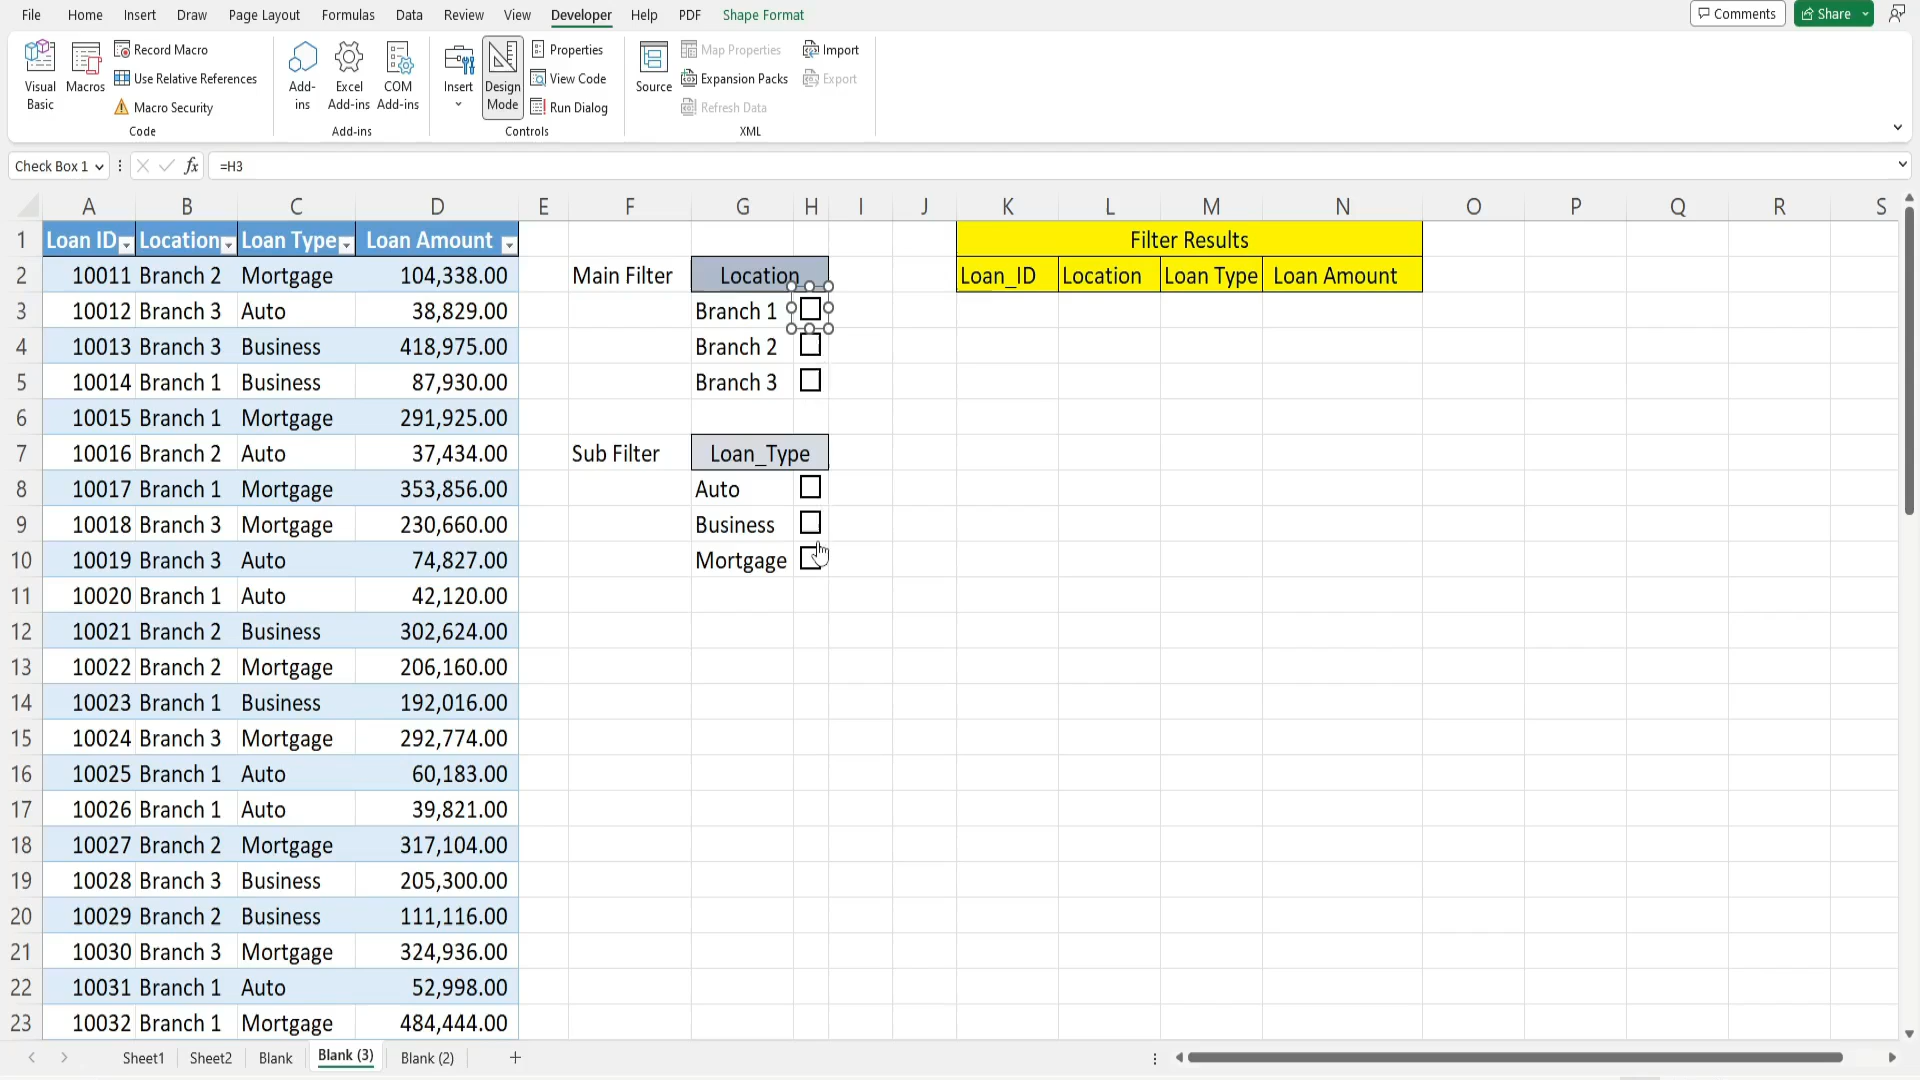 File Home Insert Draw Page Layout Formulas Data Review View Developer Help PDF Shape Format Comments Share
Visual Basic
Macros
Record Macro
Use Relative References
Macro Security
Code
Add-ins
Excel Add-ins
COM Add-ins
Add-ins
Insert
Design Mode
Properties
View Code
Run Dialog
Controls
Source
Map Properties
Expansion Packs
Refresh Data
Import
Export
XML
Check Box 1 fx =H3
A B C D E F G H I J K L M N O P Q R S
1 Loan ID Location Loan Type Loan Amount Filter Results
2 10011 Branch 2 Mortgage 104,338.00 Main Filter Location Loan_ID Location Loan Type Loan Amount
3 10012 Branch 3 Auto 38,829.00 Branch 1
4 10013 Branch 3 Business 418,975.00 Branch 2
5 10014 Branch 1 Business 87,930.00 Branch 3
6 10015 Branch 1 Mortgage 291,925.00
7 10016 Branch 2 Auto 37,434.00 Sub Filter Loan_Type
8 10017 Branch 1 Mortgage 353,856.00 Auto
9 10018 Branch 3 Mortgage 230,660.00 Business
10 10019 Branch 3 Auto 74,827.00 Mortgage
11 10020 Branch 1 Auto 42,120.00
12 10021 Branch 2 Business 302,624.00
13 10022 Branch 2 Mortgage 206,160.00
14 10023 Branch 1 Business 192,016.00
15 10024 Branch 3 Mortgage 292,774.00
16 10025 Branch 1 Auto 60,183.00
17 10026 Branch 1 Auto 39,821.00
18 10027 Branch 2 Mortgage 317,104.00
19 10028 Branch 3 Business 205,300.00
20 10029 Branch 2 Business 111,116.00
21 10030 Branch 3 Mortgage 324,936.00
22 10031 Branch 1 Auto 52,998.00
23 10032 Branch 1 Mortgage 484,444.00
Sheet1 Sheet2 Blank Blank (3) Blank (2)